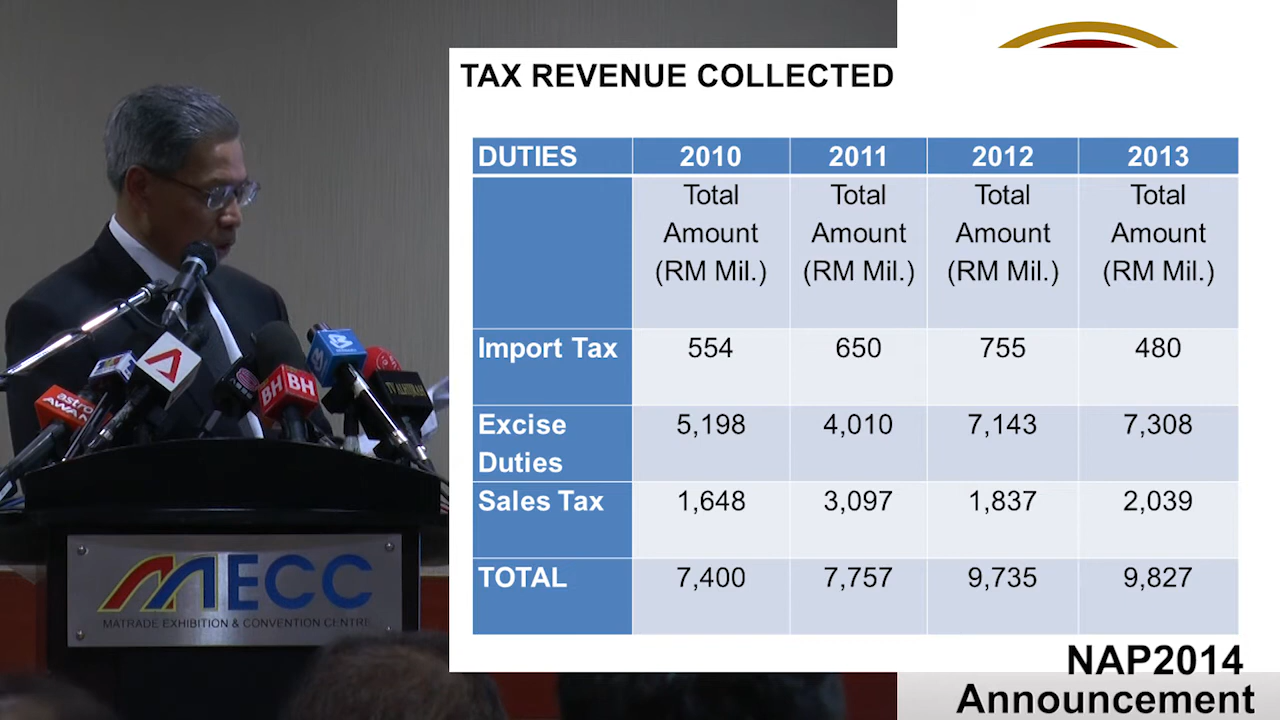 TAX REVENUE COLLECTED
DUTIES 2010 2011 2012 2013
Total Total Total Total
Amount Amount Amount Amount
(RM Mil.) (RM Mil.) (RM Mil.) (RM Mil.)
Import Tax 554 650 755 480
Excise 5,198 4,010 7,143 7,308
Duties
Sales Tax 1,648 3,097 1,837 2,039
TOTAL 7,400 7,757 9,735 9,827
NAP2014
Announcement
astro
AWANI
BH BH
TV ALHIJRAH
MECC
MATRADE EXHIBITION & CONVENTION CENTRE